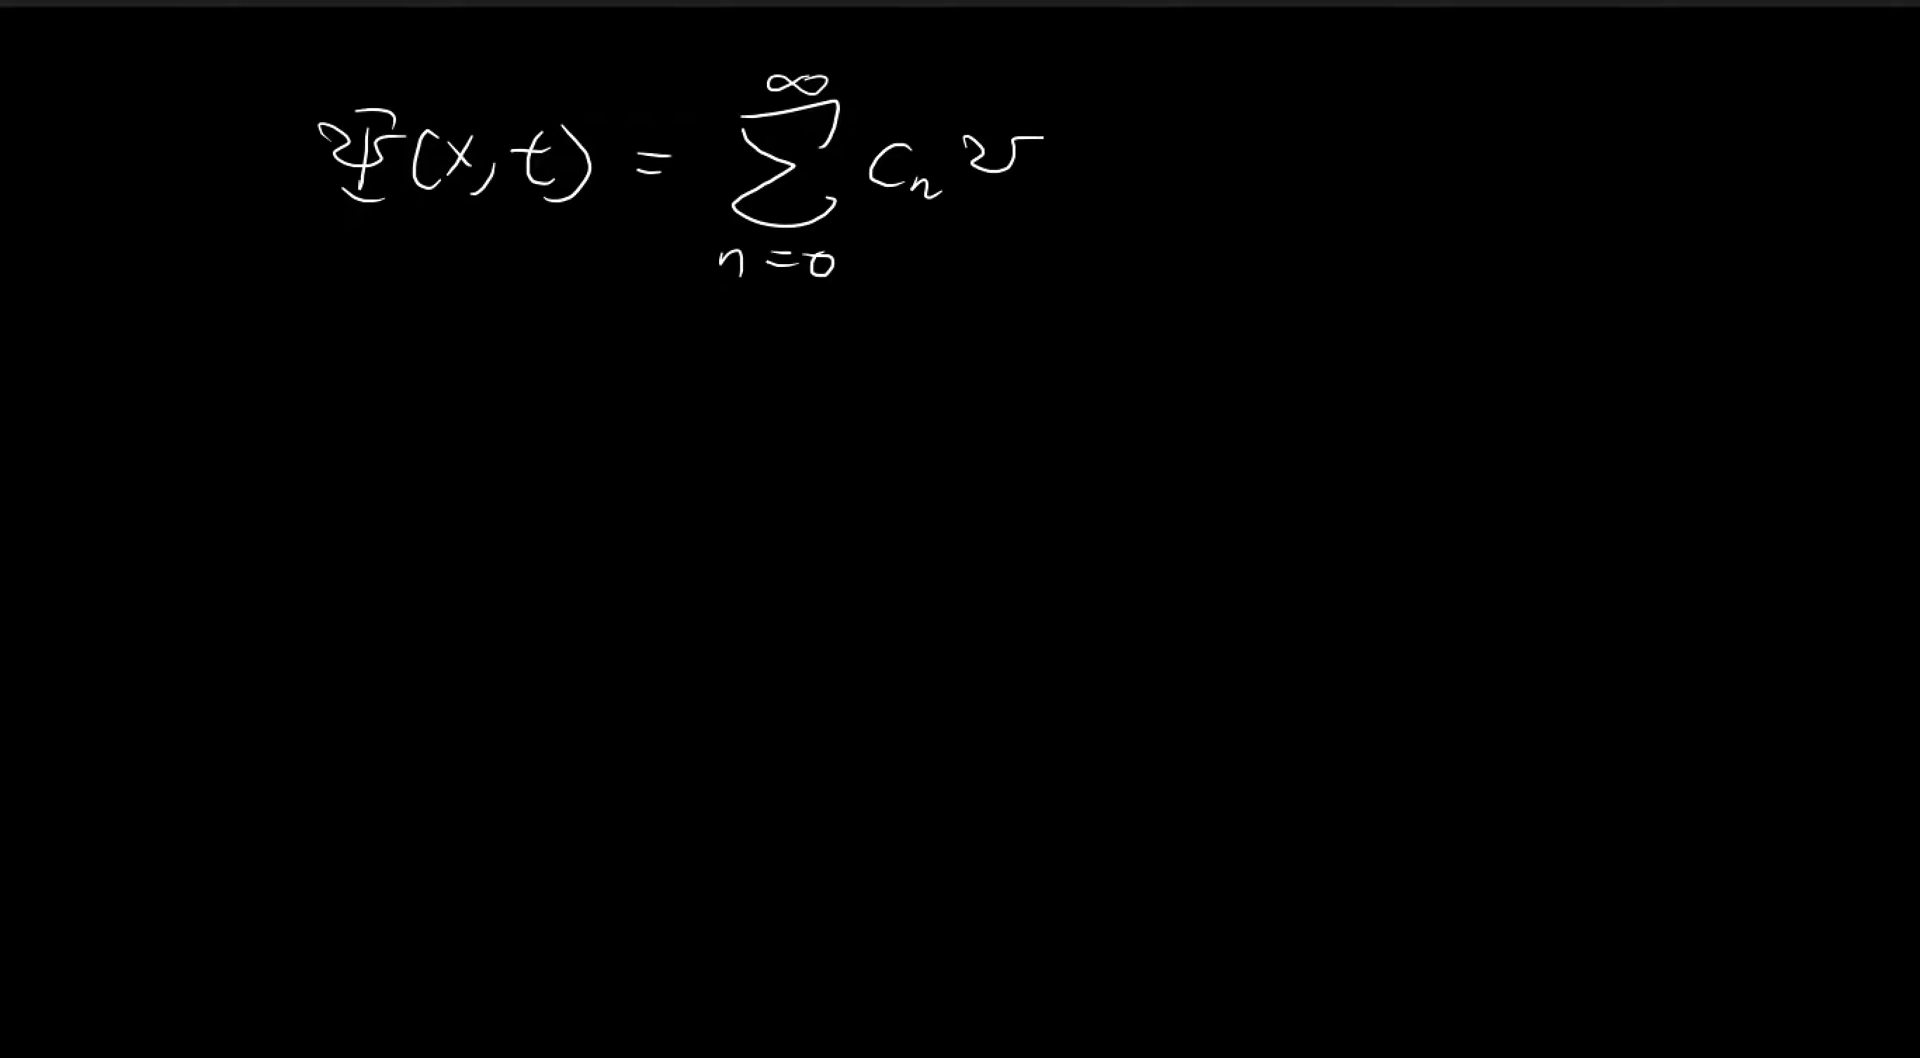 Ψ(x,t) = ∑_{n=0}^{∞} c_n